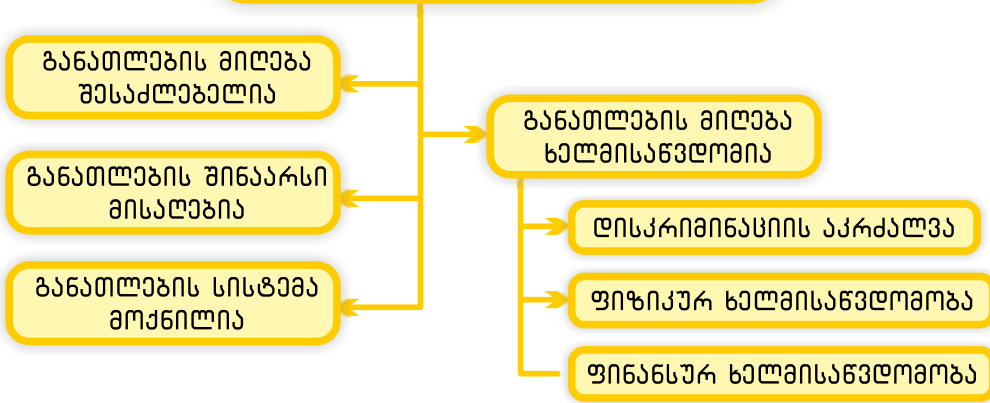 განათლების მიღება
შესაძლებელია
განათლების შინაარსი
მისაღებია
განათლების სისტემა
მოქნილია
განათლების მიღება
ხელმისაწვდომია
დისკრიმინაციის აკრძალვა
ფიზიკურ ხელმისაწვდომობა
ფინანსურ ხელმისაწვდომობა